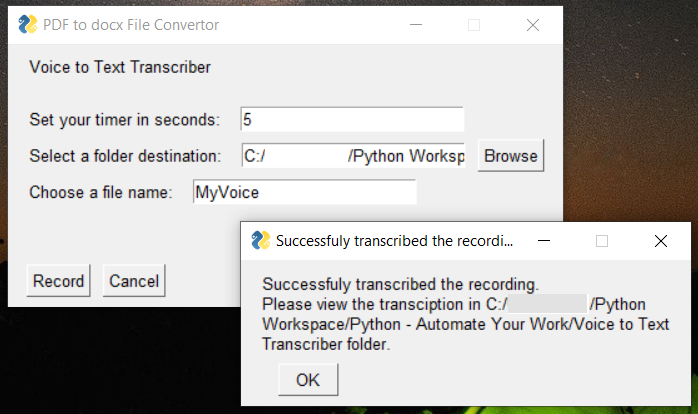 PDF to docx File Convertor
Voice to Text Transcriber
Set your timer in seconds: 5
Select a folder destination: C:/ /Python Worksp Browse
Choose a file name: MyVoice
Record Cancel
Successfuly transcribed the recordi...
Successfuly transcribed the recording.
Please view the transciption in C:/ /Python
Workspace/Python - Automate Your Work/Voice to Text
Transcriber folder.
OK